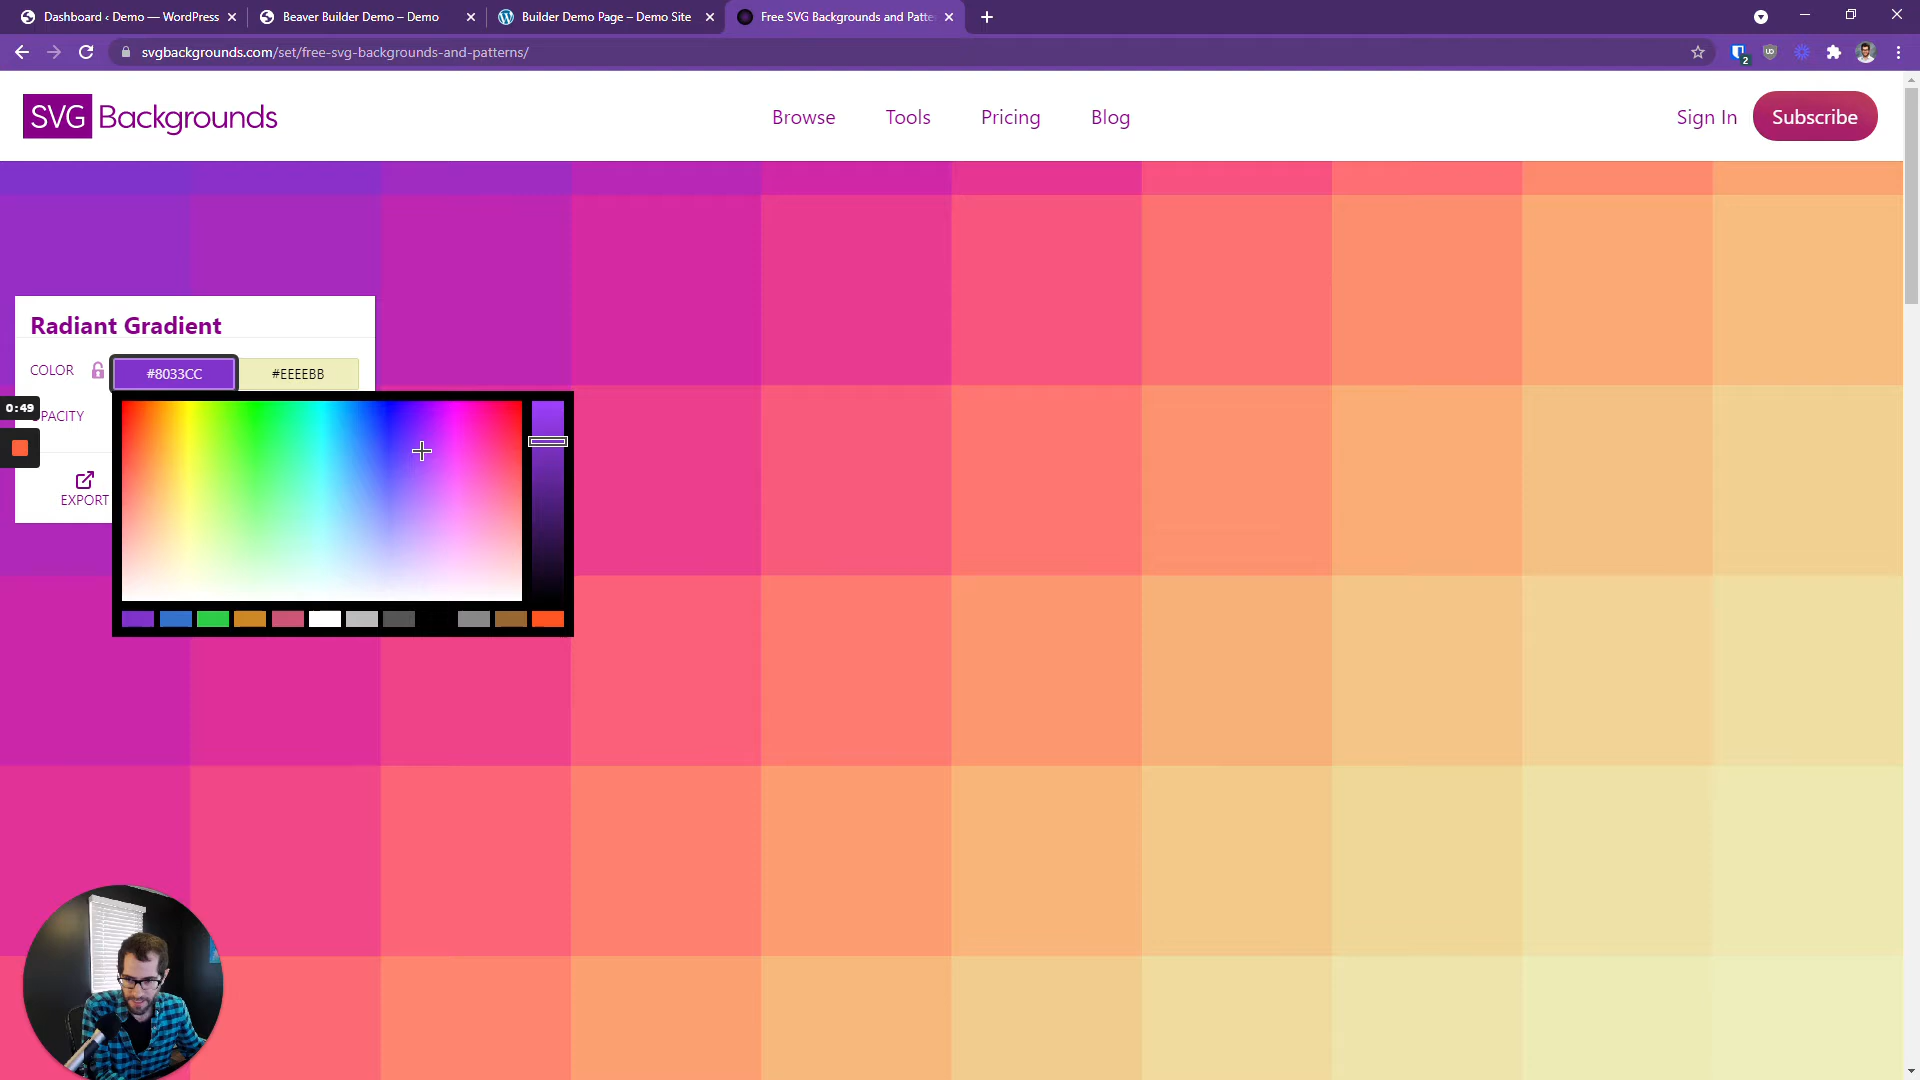 Dashboard ‹ Demo — WordPress
Beaver Builder Demo – Demo
Builder Demo Page – Demo Site
Free SVG Backgrounds and Patte
svgbackgrounds.com/set/free-svg-backgrounds-and-patterns/
2
SVG Backgrounds
Browse
Tools
Pricing
Blog
Sign In
Subscribe
Radiant Gradient
COLOR
#8033CC
#EEEEBB
0:49
PACITY
EXPORT